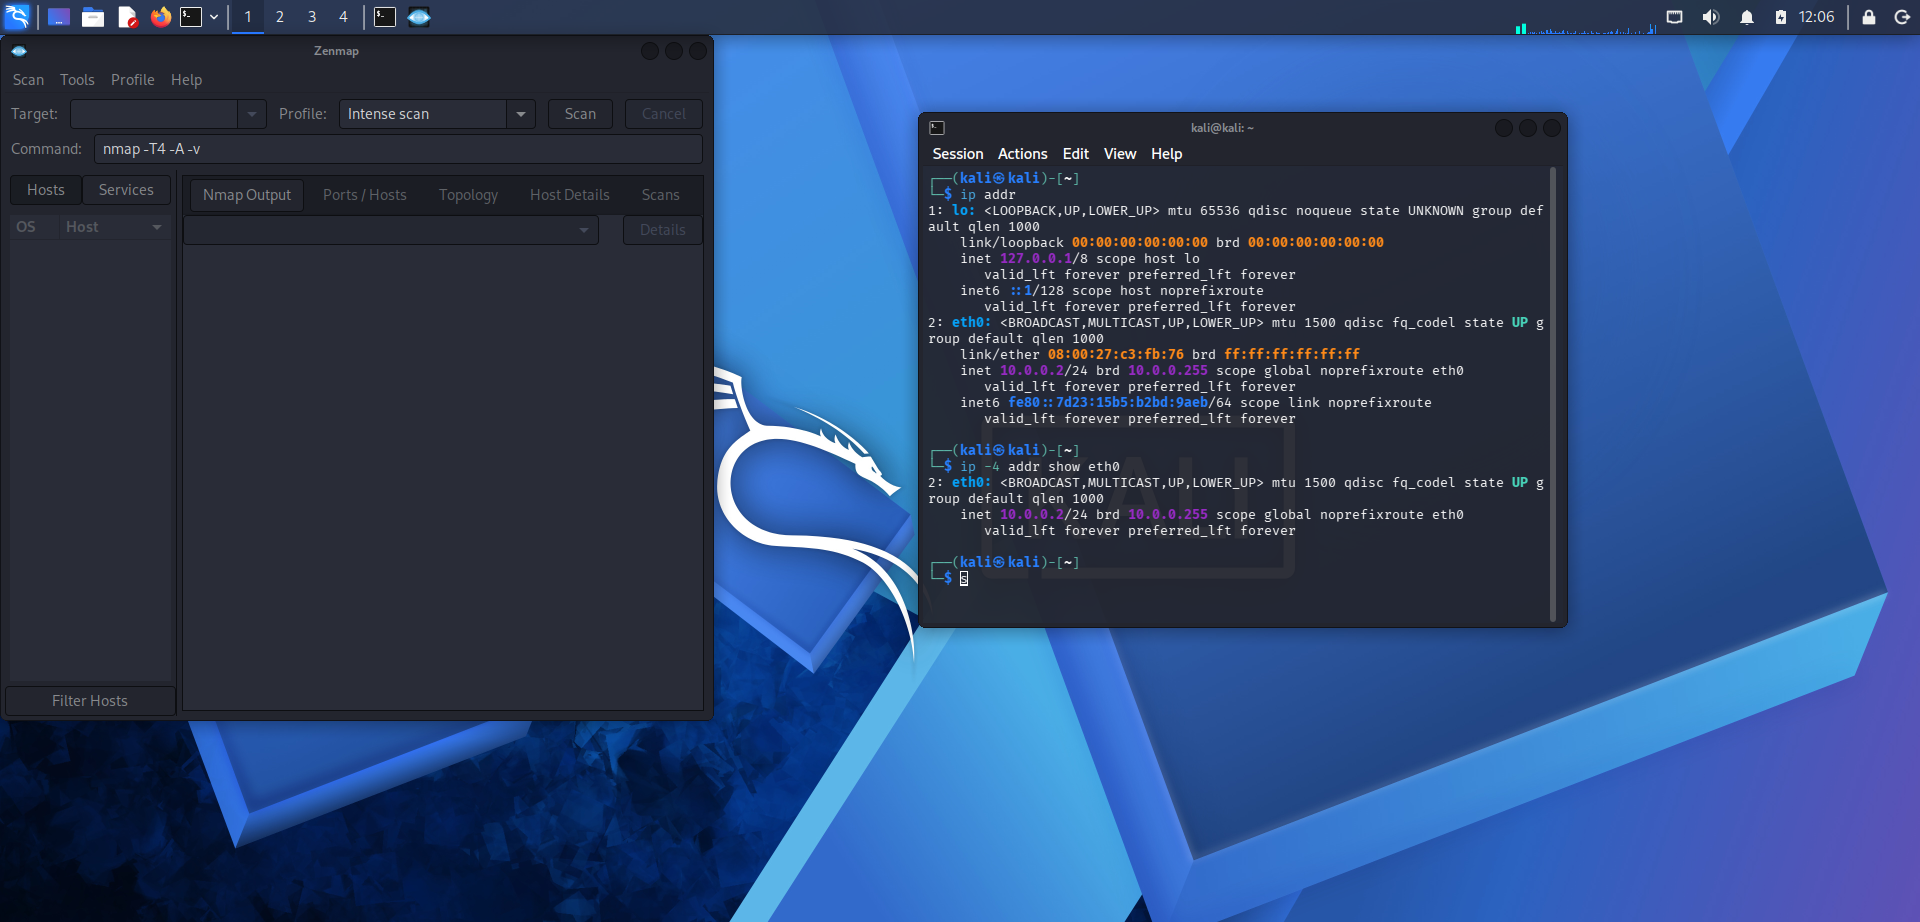 1 2 3 4
12:06
Zenmap
Scan Tools Profile Help
Target: Profile: Intense scan Scan Cancel
Command: nmap -T4 -A -v
Hosts Services
Nmap Output Ports / Hosts Topology Host Details Scans
OS Host
Details
Filter Hosts
kali@kali: ~
Session Actions Edit View Help
┌──(kali㉿kali)-[~]
└─$ ip addr
1: lo: <LOOPBACK,UP,LOWER_UP> mtu 65536 qdisc noqueue state UNKNOWN group def
ault qlen 1000
    link/loopback 00:00:00:00:00:00 brd 00:00:00:00:00:00
    inet 127.0.0.1/8 scope host lo
       valid_lft forever preferred_lft forever
    inet6 ::1/128 scope host noprefixroute
       valid_lft forever preferred_lft forever
2: eth0: <BROADCAST,MULTICAST,UP,LOWER_UP> mtu 1500 qdisc fq_codel state UP g
roup default qlen 1000
    link/ether 08:00:27:c3:fb:76 brd ff:ff:ff:ff:ff:ff
    inet 10.0.0.2/24 brd 10.0.0.255 scope global noprefixroute eth0
       valid_lft forever preferred_lft forever
    inet6 fe80::7d23:15b5:b2bd:9aeb/64 scope link noprefixroute
       valid_lft forever preferred_lft forever
┌──(kali㉿kali)-[~]
└─$ ip -4 addr show eth0
2: eth0: <BROADCAST,MULTICAST,UP,LOWER_UP> mtu 1500 qdisc fq_codel state UP g
roup default qlen 1000
    inet 10.0.0.2/24 brd 10.0.0.255 scope global noprefixroute eth0
       valid_lft forever preferred_lft forever
┌──(kali㉿kali)-[~]
└─$ s
KALI